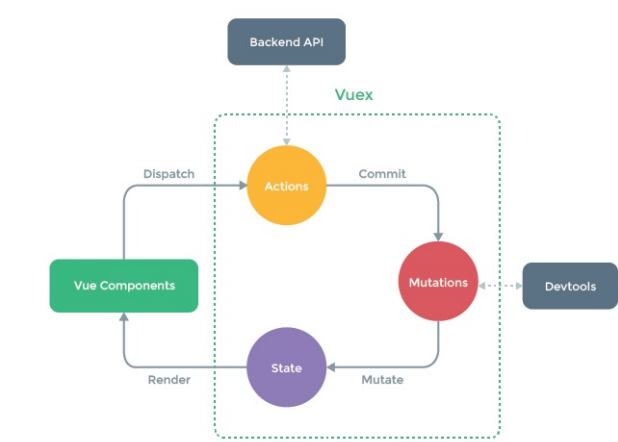 Backend API
Vuex
Dispatch
Actions
Commit
Vue Components
Mutations
Devtools
State
Render
Mutate